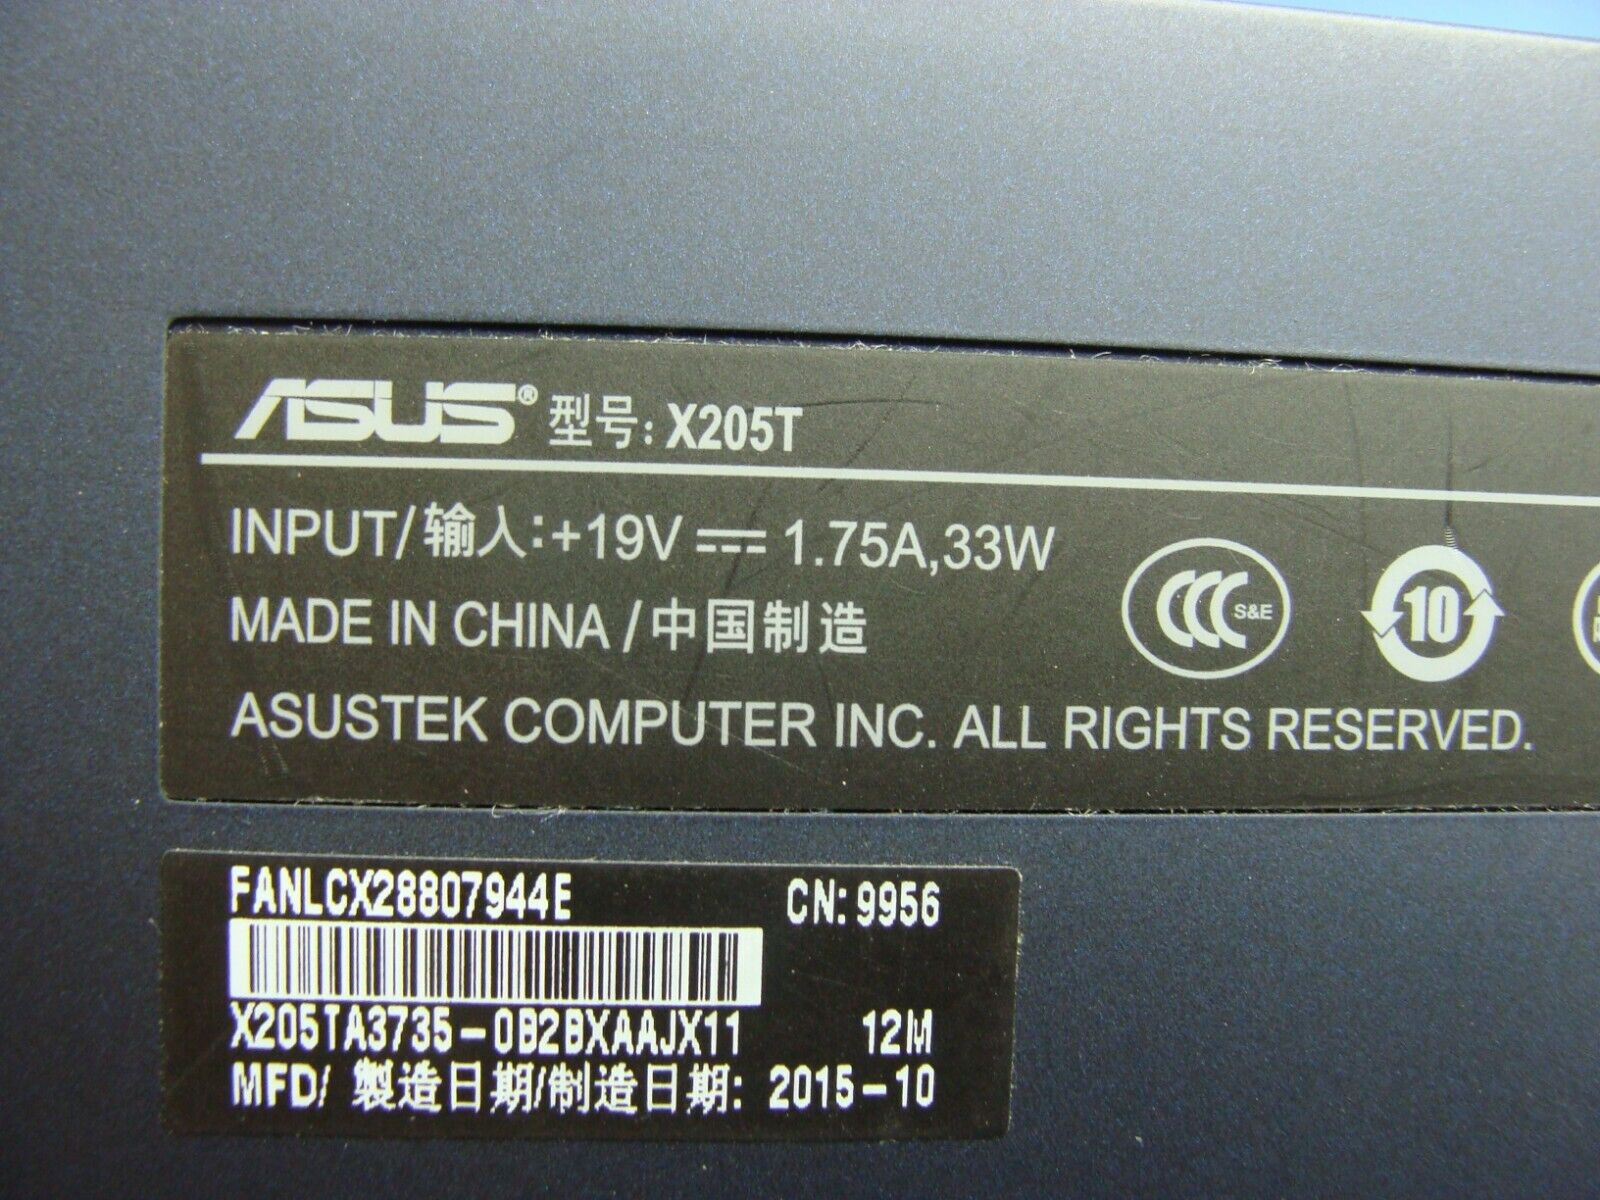 ASUS® 型号: X205T
INPUT/输入:+19V ⎓ 1.75A,33W
MADE IN CHINA / 中国制造
CCC S&E
10
ASUSTEK COMPUTER INC. ALL RIGHTS RESERVED.
FANLCX28807944E CN: 9956
X205TA3735-0B2BXAAJX11 12M
MFD/ 製造日期/制造日期: 2015-10